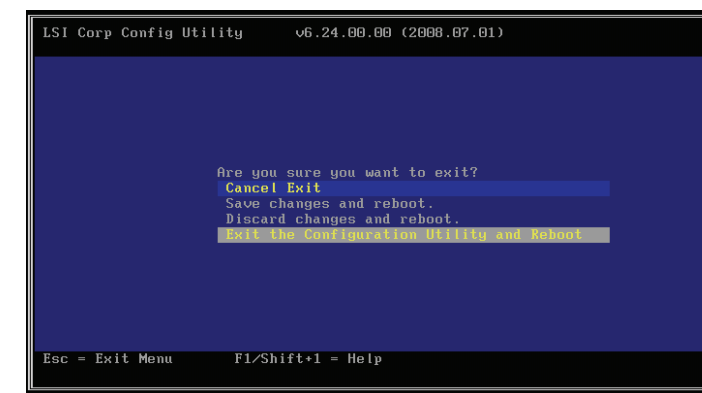 LSI Corp Config Utility v6.24.00.00 (2008.07.01)
Are you sure you want to exit?
Cancel Exit
Save changes and reboot.
Discard changes and reboot.
Exit the Configuration Utility and Reboot
Esc = Exit Menu F1/Shift+1 = Help